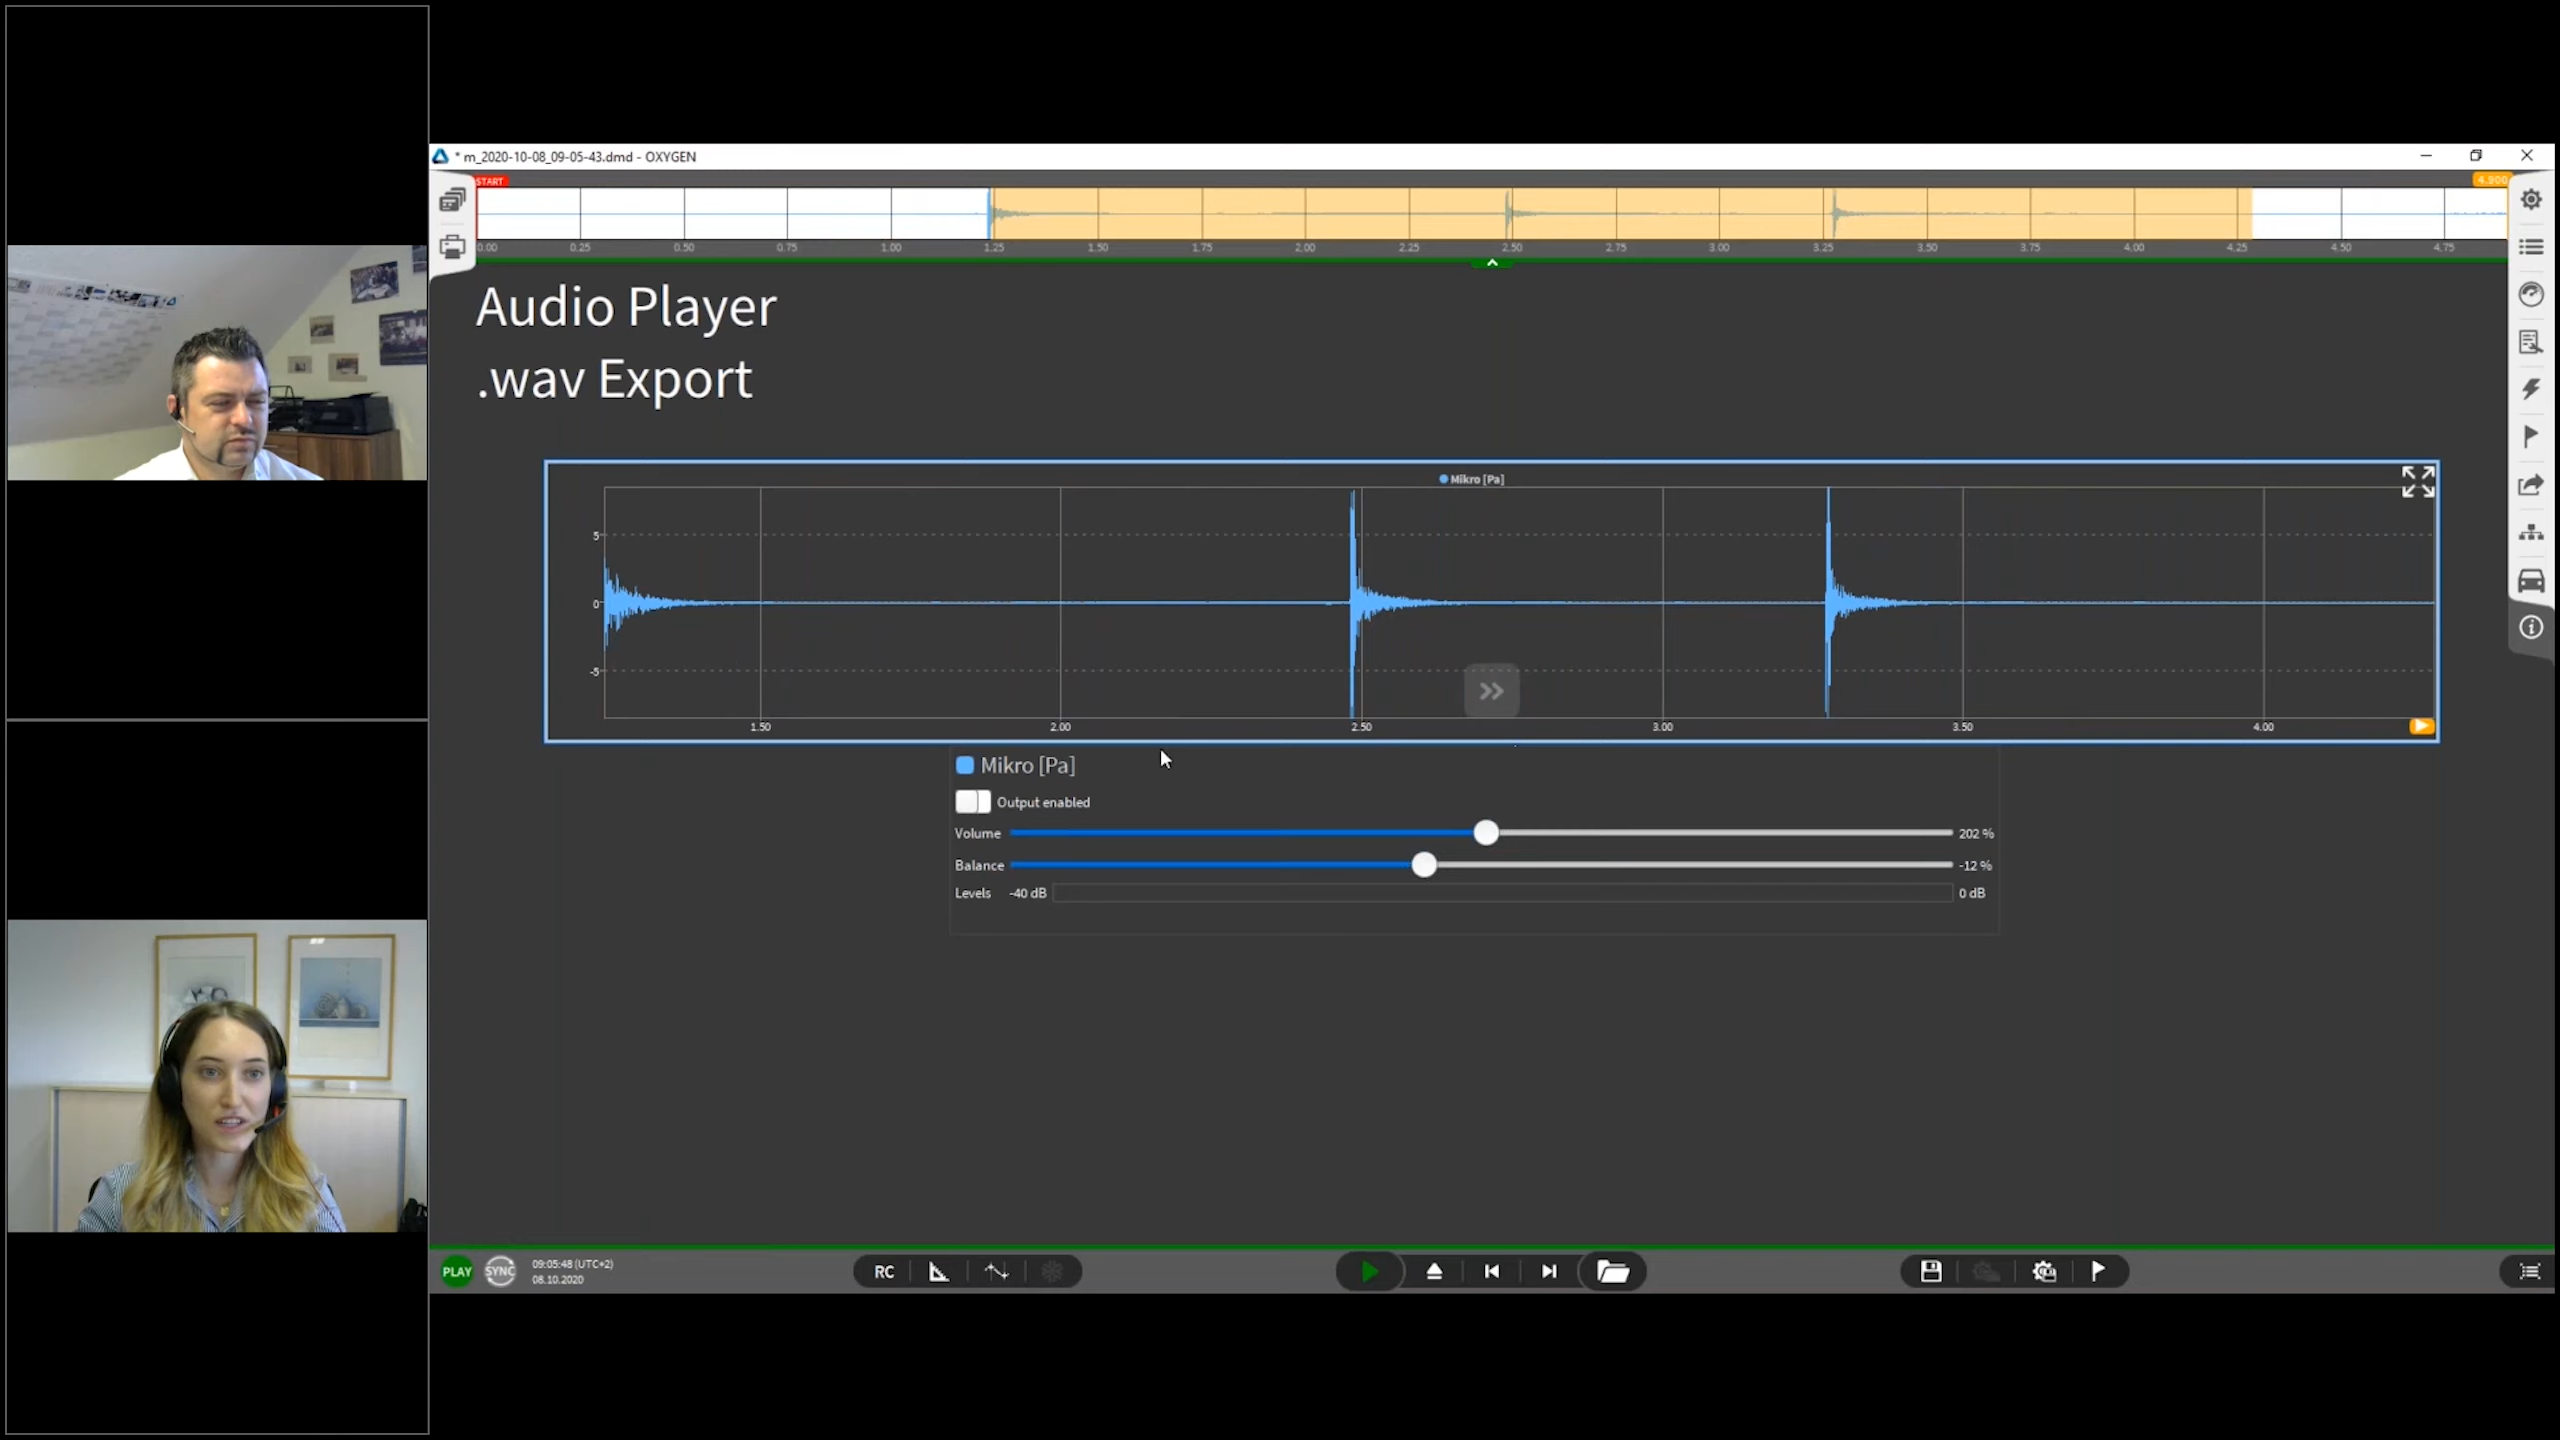 * m_2020-10-08_09-05-43.dmd - OXYGEN
START
4.900
0.00 0.25 0.50 0.75 1.00 1.25 1.50 1.75 2.00 2.25 2.50 2.75 3.00 3.25 3.50 3.75 4.00 4.25 4.50 4.75
Audio Player
.wav Export
Mikro [Pa]
5
0
-5
1.50 2.00 2.50 3.00 3.50 4.00
Mikro [Pa]
Output enabled
Volume 202 %
Balance -12 %
Levels -40 dB 0 dB
PLAY SYNC 09:05:48 (UTC+2)
08.10.2020
RC